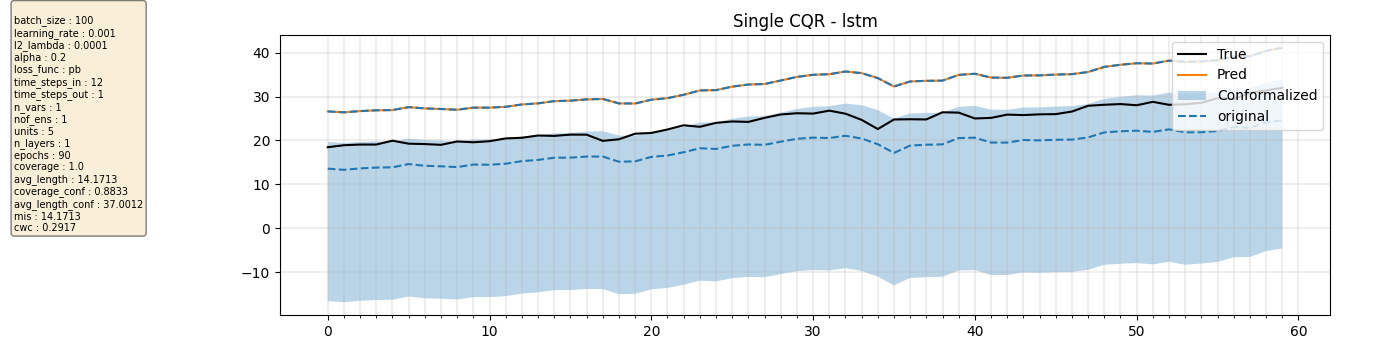 batch_size : 100
learning_rate : 0.001
l2_lambda : 0.0001
alpha : 0.2
loss_func : pb
time_steps_in : 12
time_steps_out : 1
n_vars : 1
nof_ens : 1
units : 5
n_layers : 1
epochs : 90
coverage : 1.0
avg_length : 14.1713
coverage_conf : 0.8833
avg_length_conf : 37.0012
mis : 14.1713
cwc : 0.2917
Single CQR - lstm
40
30
20
10
0
−10
True
Pred
Conformalized
original
0 10 20 30 40 50 60